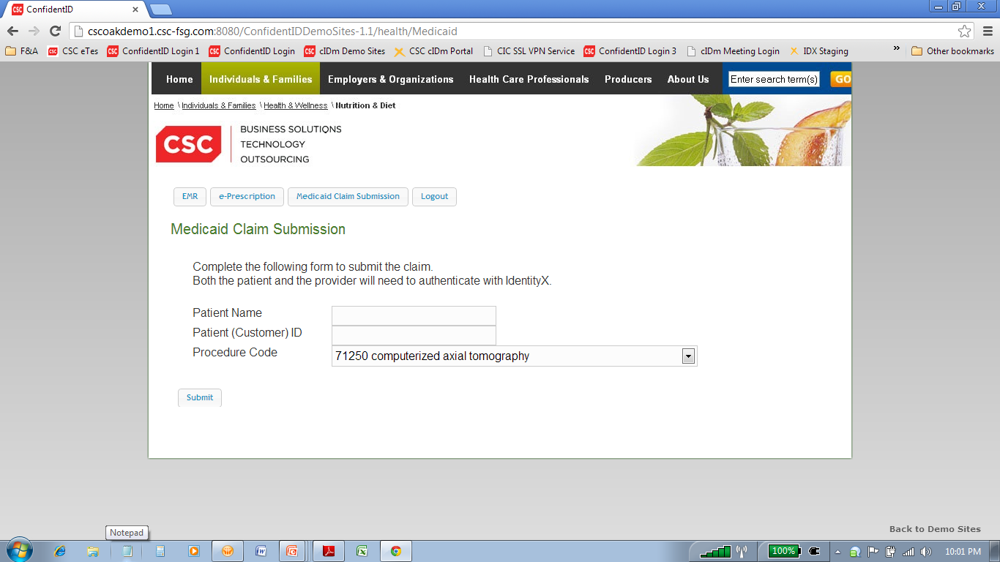 CSC ConfidentID
cscoakdemo1.csc-fsg.com:8080/ConfidentIDDemoSites-1.1/health/Medicaid
F&A CSC CSC eTes CSC ConfidentID Login 1 CSC ConfidentID Login CSC cIDm Demo Sites CSC cIDm Portal CIC SSL VPN Service CSC ConfidentID Login 3 cIDm Meeting Login IDX Staging » Other bookmarks
Home Individuals & Families Employers & Organizations Health Care Professionals Producers About Us Enter search term(s) GO
Home \ Individuals & Families \ Health & Wellness \ Nutrition & Diet
CSC
BUSINESS SOLUTIONS
TECHNOLOGY
OUTSOURCING
EMR e-Prescription Medicaid Claim Submission Logout
Medicaid Claim Submission
Complete the following form to submit the claim.
Both the patient and the provider will need to authenticate with IdentityX.
Patient Name
Patient (Customer) ID
Procedure Code 71250 computerized axial tomography
Submit
Back to Demo Sites
Notepad
100% 10:01 PM